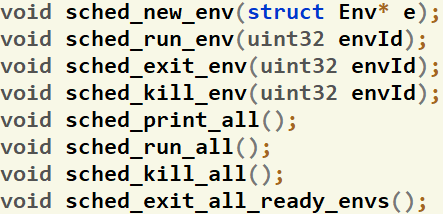 void sched_new_env(struct Env* e);
void sched_run_env(uint32 envId);
void sched_exit_env(uint32 envId);
void sched_kill_env(uint32 envId);
void sched_print_all();
void sched_run_all();
void sched_kill_all();
void sched_exit_all_ready_envs();